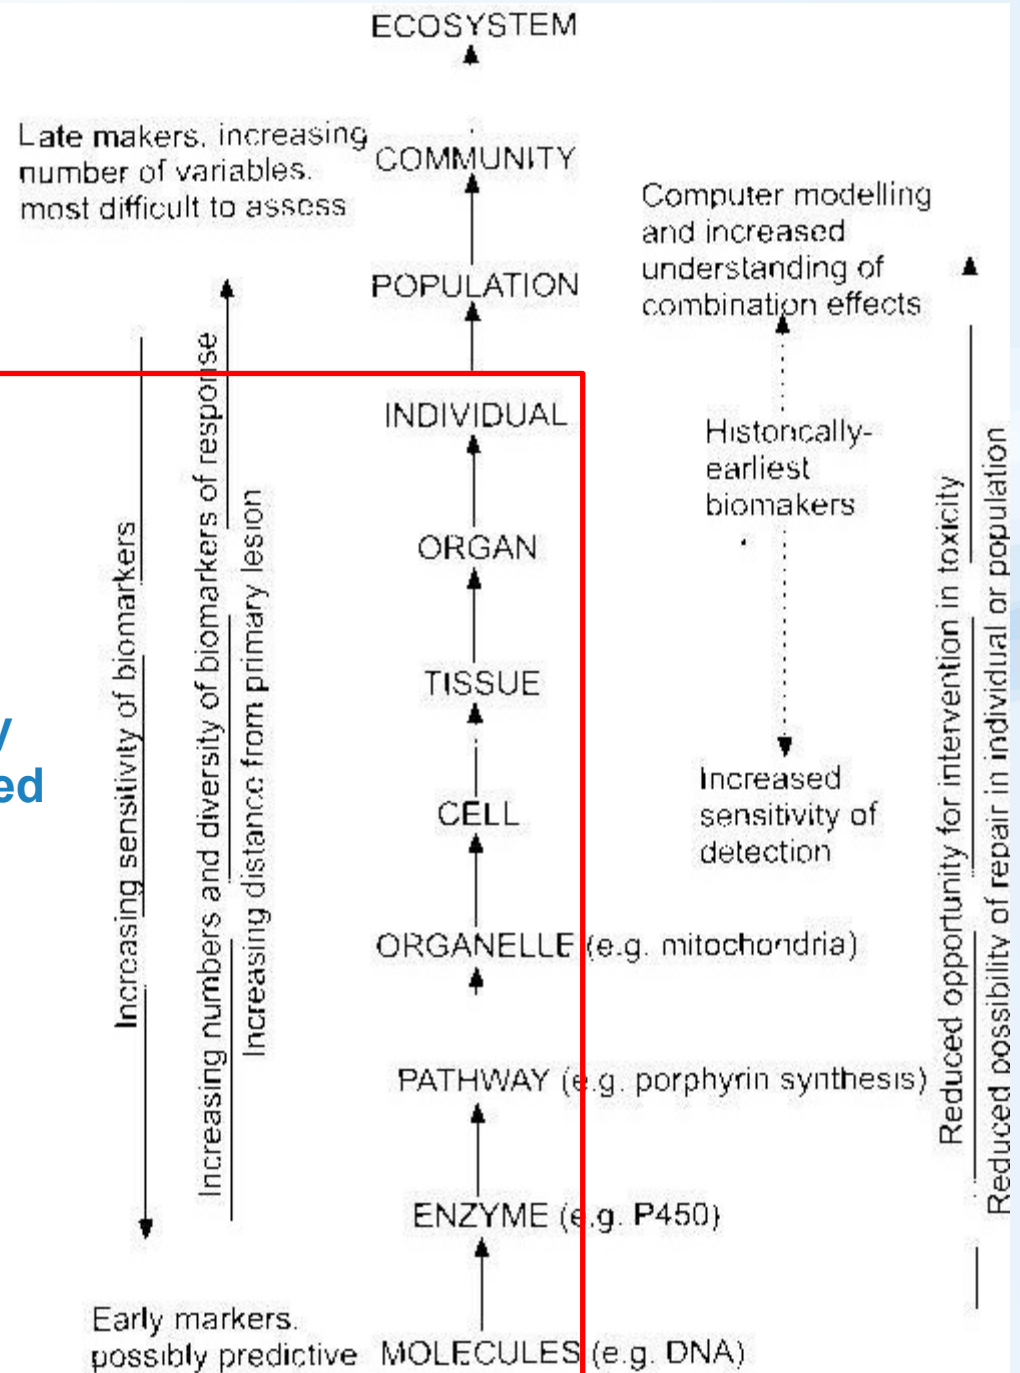 ECOSYSTEM
Late makers, increasing
number of variables.
most difficult to assess
COMMUNITY
Computer modelling
and increased
understanding of
combination effects
POPULATION
INDIVIDUAL
Historically-
earliest
biomakers
ORGAN
TISSUE
Increased
sensitivity of
detection
CELL
ORGANELLE (e.g. mitochondria)
PATHWAY (e.g. porphyrin synthesis)
ENZYME (e.g. P450)
Early markers.
possibly predictive
MOLECULES (e.g. DNA)
Increasing sensitivity of biomarkers
Increasing numbers and diversity of biomarkers of response
Increasing distance from primary lesion
Reduced opportunity for intervention in toxicity
Reduced possibility of repair in individual or population
y
ed